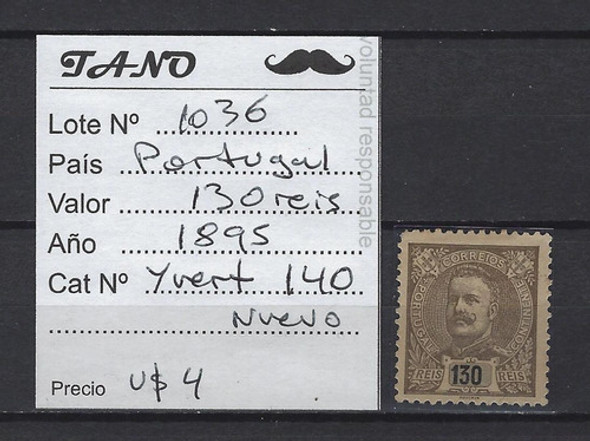 TANO
Lote Nº 1036
País Portugal
Valor 130 reis
Año 1895
Cat Nº Yvert 140
Nuevo
Precio U$ 4
voluntad responsable
CORREIOS
PORTUGAL
CONTINENTE
REIS 130 REIS